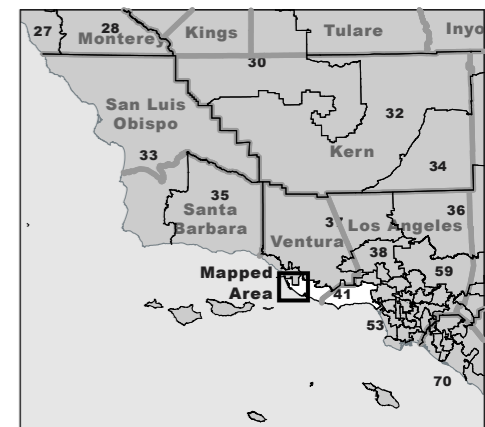 27
28
Monterey
Kings
Tulare
Inyo
30
San Luis
Obispo
32
Kern
33
34
35
Santa
Barbara
37
Los Angeles
36
Ventura
38
59
Mapped
Area
41
53
70